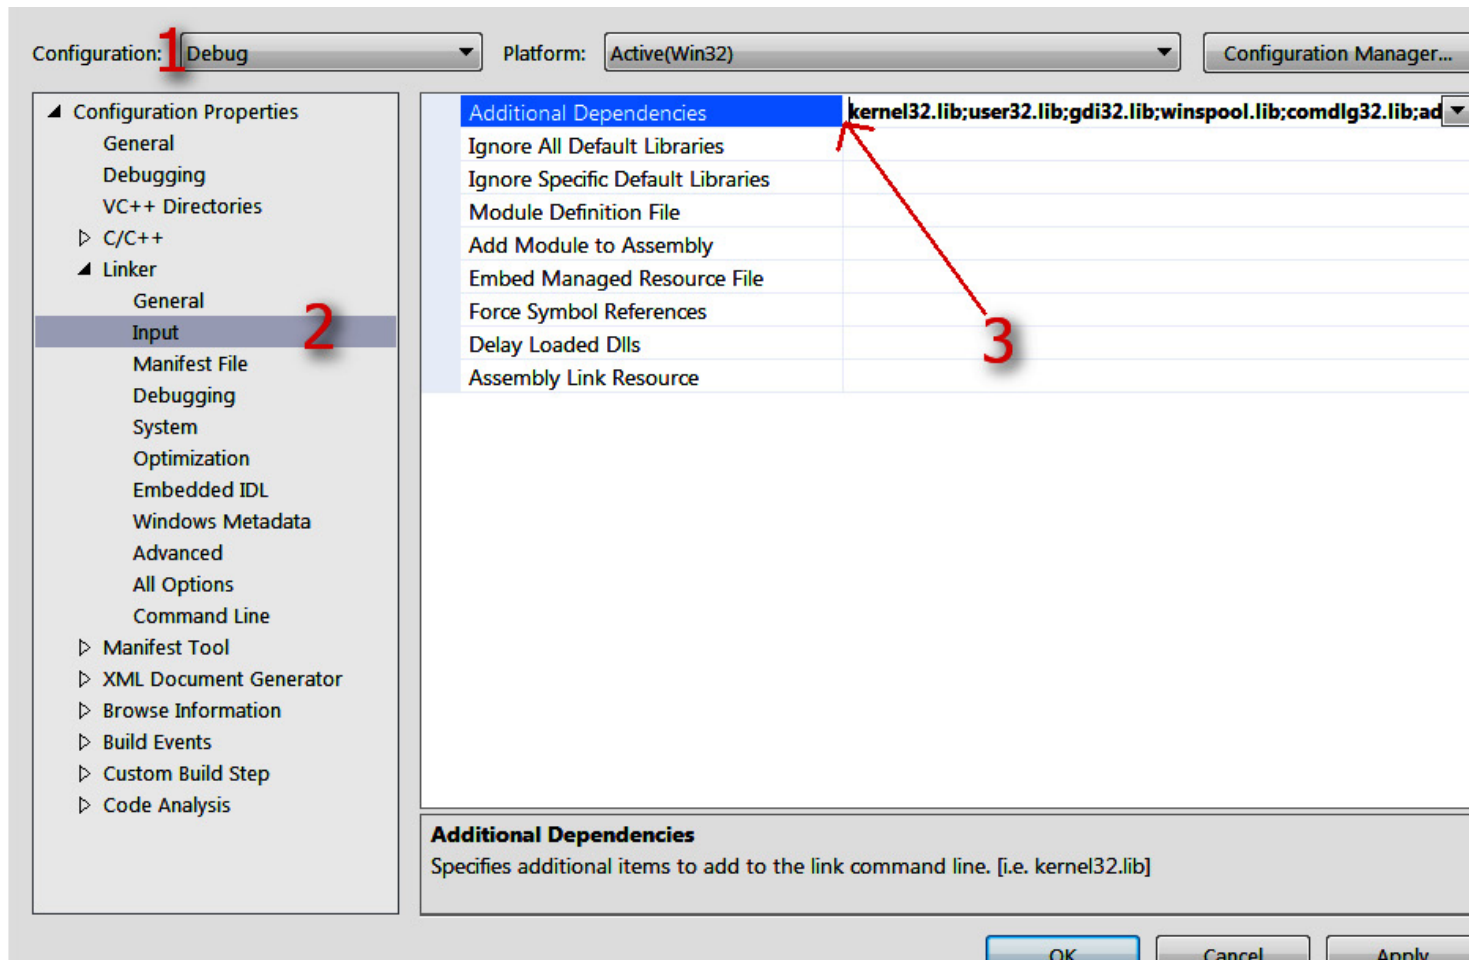 Configuration: 1 Debug Platform: Active(Win32) Configuration Manager...
Configuration Properties
General
Debugging
VC++ Directories
C/C++
Linker
General
Input 2
Manifest File
Debugging
System
Optimization
Embedded IDL
Windows Metadata
Advanced
All Options
Command Line
Manifest Tool
XML Document Generator
Browse Information
Build Events
Custom Build Step
Code Analysis
Additional Dependencies kernel32.lib;user32.lib;gdi32.lib;winspool.lib;comdlg32.lib;ad
Ignore All Default Libraries
Ignore Specific Default Libraries
Module Definition File
Add Module to Assembly
Embed Managed Resource File
Force Symbol References
Delay Loaded Dlls 3
Assembly Link Resource
Additional Dependencies
Specifies additional items to add to the link command line. [i.e. kernel32.lib]
OK Cancel Apply